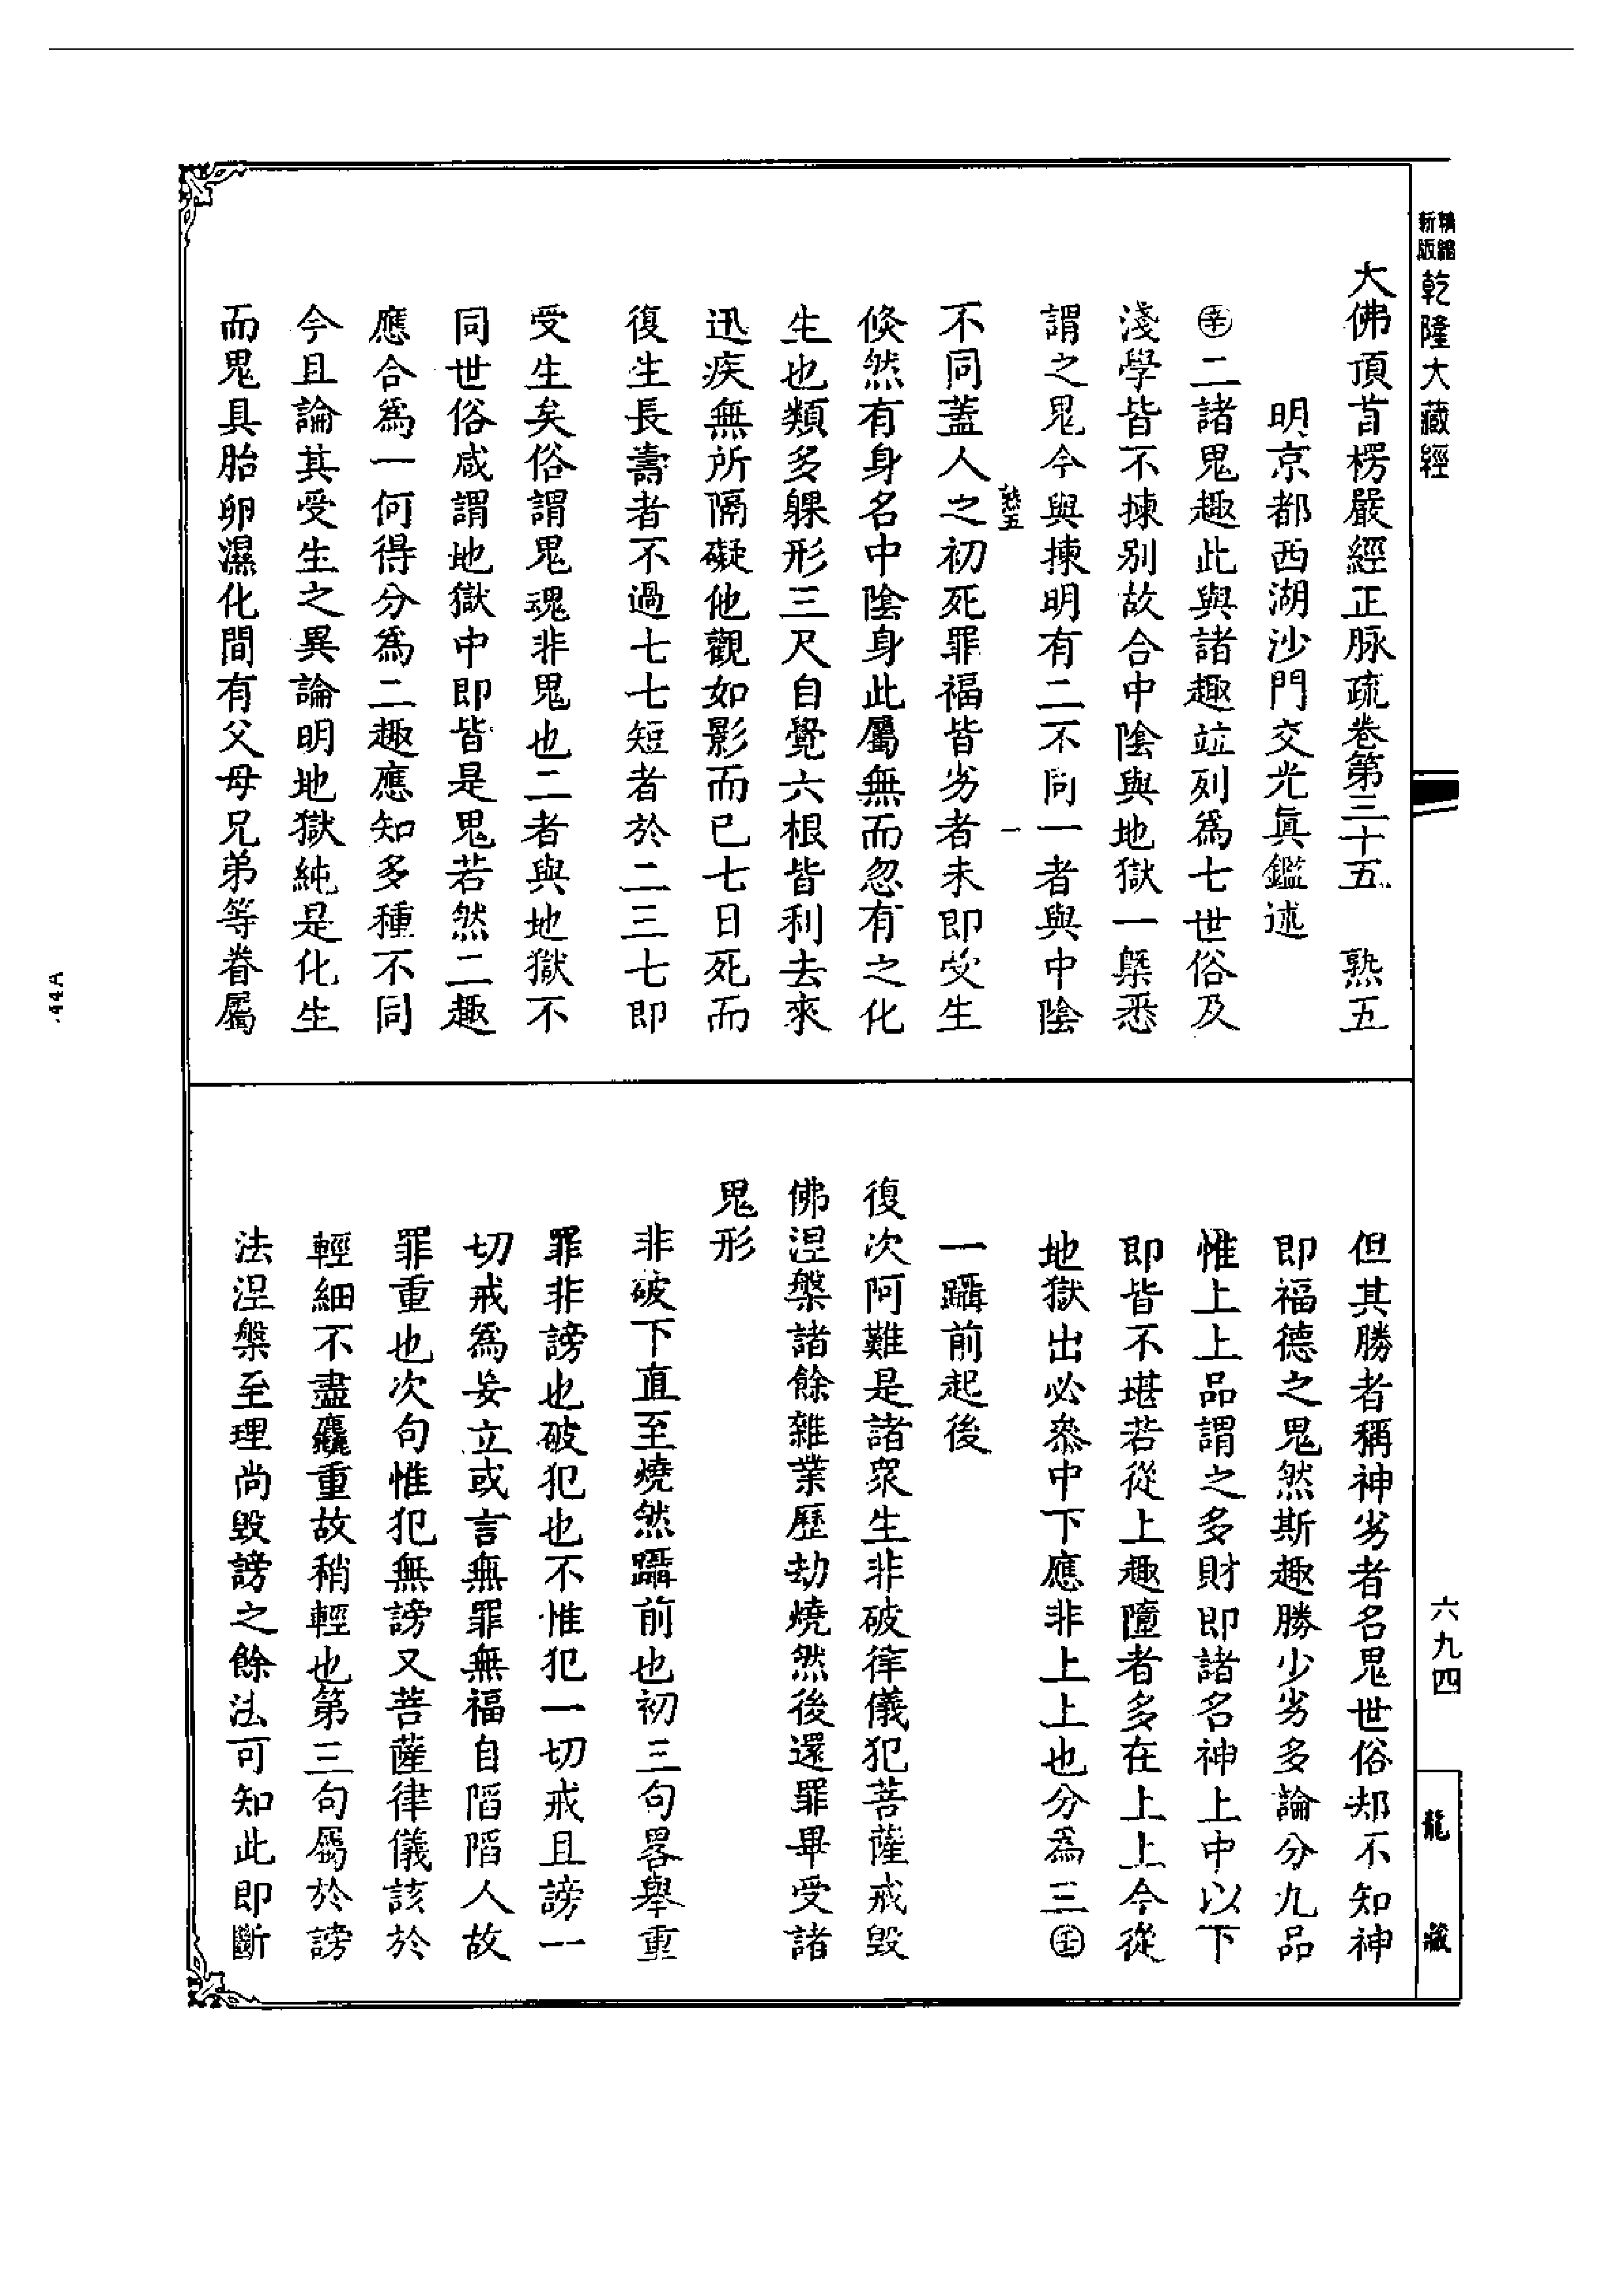 精縮
新版
乾隆大藏經
大佛頂首楞嚴經正脉疏卷第三十五　熟五
明京都西湖沙門交光眞鑑述
㊛二諸鬼趣此與諸趣竝列爲七世俗及
淺學皆不揀別故合中陰與地獄一槩悉
謂之鬼今與揀明有二不同一者與中陰
熟五　一
不同蓋人之初死罪福皆劣者未即受生
倏然有身名中陰身此屬無而忽有之化
生也類多躶形三尺自覺六根皆利去來
迅疾無所隔礙他觀如影而已七日死而
復生長壽者不過七七短者於二三七即
受生矣俗謂鬼魂非鬼也二者與地獄不
同世俗咸謂地獄中即皆是鬼若然二趣
應合爲一何得分爲二趣應知多種不同
今且論其受生之異論明地獄純是化生
而鬼具胎卵濕化間有父母兄弟等眷屬
但其勝者稱神劣者名鬼世俗却不知神
即福德之鬼然斯趣勝少劣多論分九品
惟上上品謂之多財即諸名神上中以下
即皆不堪若從上趣墮者多在上上今從
地獄出必叅中下應非上上也分爲三㊛
一躡前起後
復次阿難是諸衆生非破律儀犯菩薩戒毀
佛涅槃諸餘雜業歷劫燒然後還罪畢受諸
鬼形
非破下直至燒然躡前也初三句畧舉重
罪非謗也破犯也不惟犯一切戒且謗一
切戒爲妄立或言無罪無福自陷陷人故
罪重也次句惟犯無謗又菩薩律儀該於
輕細不盡麤重故稍輕也第三句屬於謗
法涅槃至理尚毀謗之餘法可知此即斷
六九四
龍藏